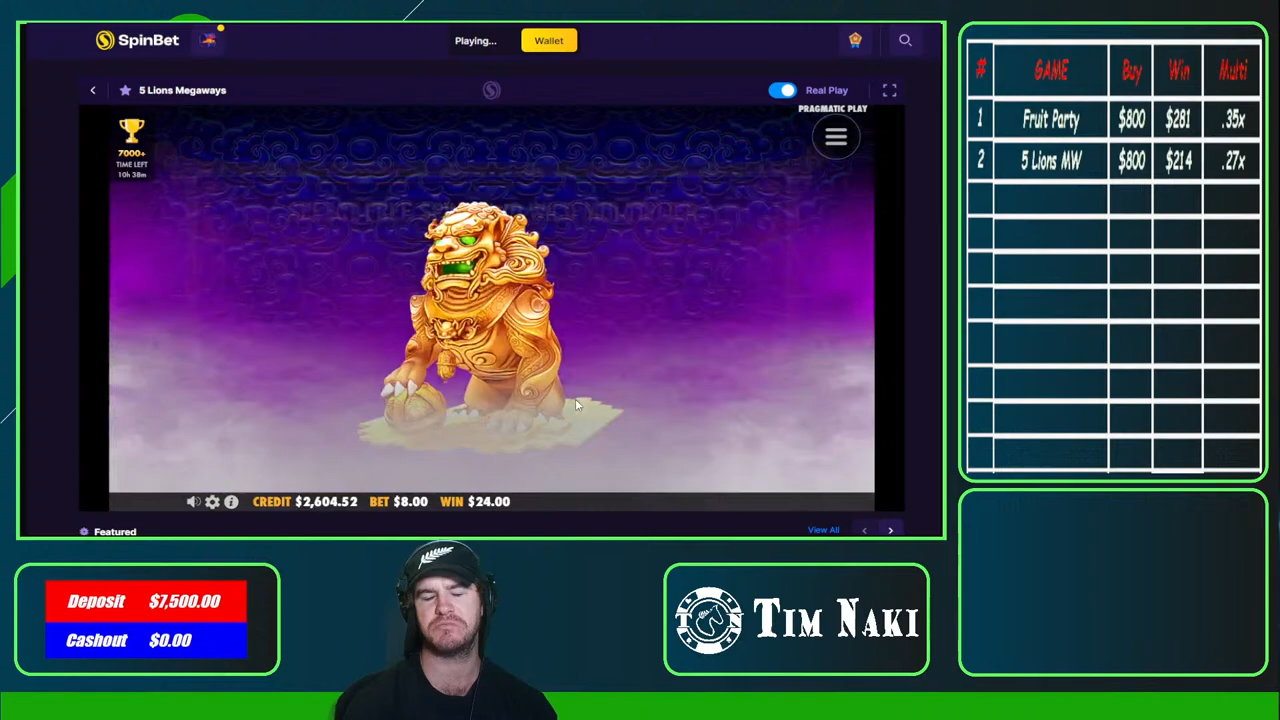 SpinBet
Playing...
Wallet
5 Lions Megaways
Real Play
PRAGMATIC PLAY
7000+
TIME LEFT
10h 38m
CREDIT $2,604.52 BET $8.00 WIN $24.00
Featured
View All
# GAME Buy Win Multi
1 Fruit Party $800 $281 .35x
2 5 Lions MW $800 $214 .27x
Deposit $7,500.00
Cashout $0.00
TIM NAKI